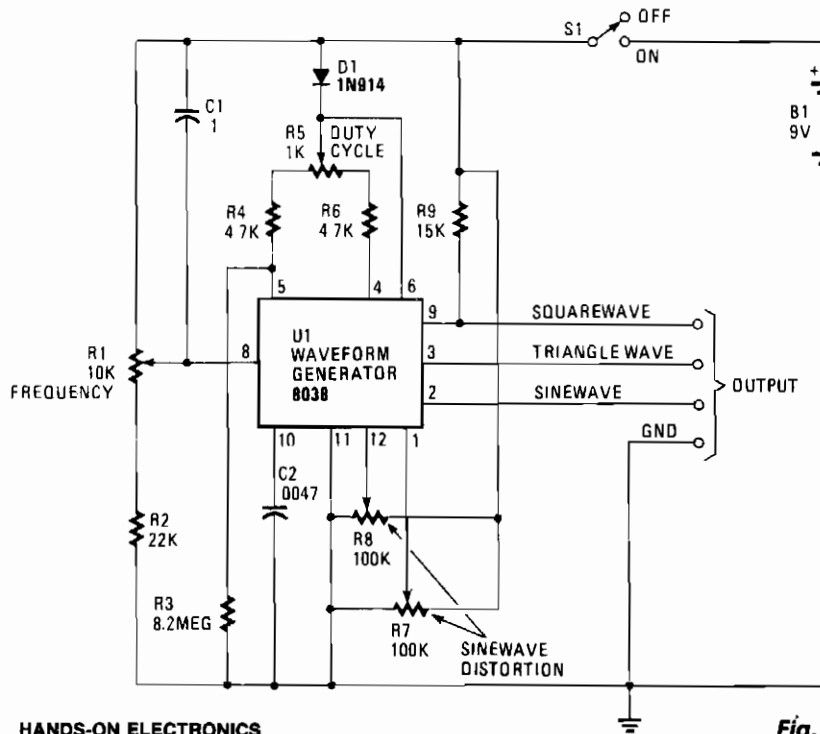 S1
OFF
ON
+
B1
9V
D1
1N914
C1
.1
R5
1K
DUTY
CYCLE
R4
4.7K
R6
4.7K
R9
15K
5
4
6
9
SQUAREWAVE
U1
WAVEFORM
GENERATOR
8038
8
3
TRIANGLE WAVE
2
SINEWAVE
OUTPUT
GND
R1
10K
FREQUENCY
10
11
12
1
C2
.0047
R2
22K
R8
100K
R3
8.2MEG
R7
100K
SINEWAVE
DISTORTION
HANDS-ON ELECTRONICS
Fig.